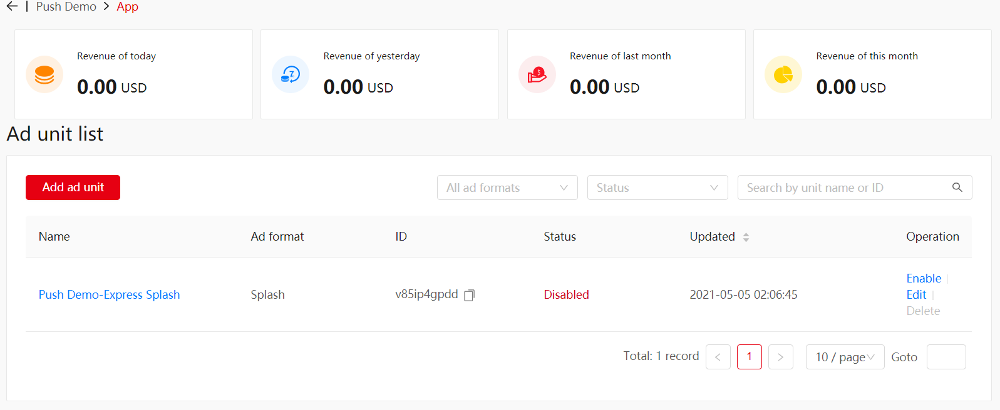 Push Demo > App
Revenue of today
0.00 USD
Revenue of yesterday
0.00 USD
Revenue of last month
0.00 USD
Revenue of this month
0.00 USD
Ad unit list
Add ad unit
All ad formats
Status
Search by unit name or ID
Name Ad format ID Status Updated Operation
Push Demo-Express Splash Splash v85ip4gpdd Disabled 2021-05-05 02:06:45
Enable
Edit
Delete
Total: 1 record < 1 > 10 / page Goto